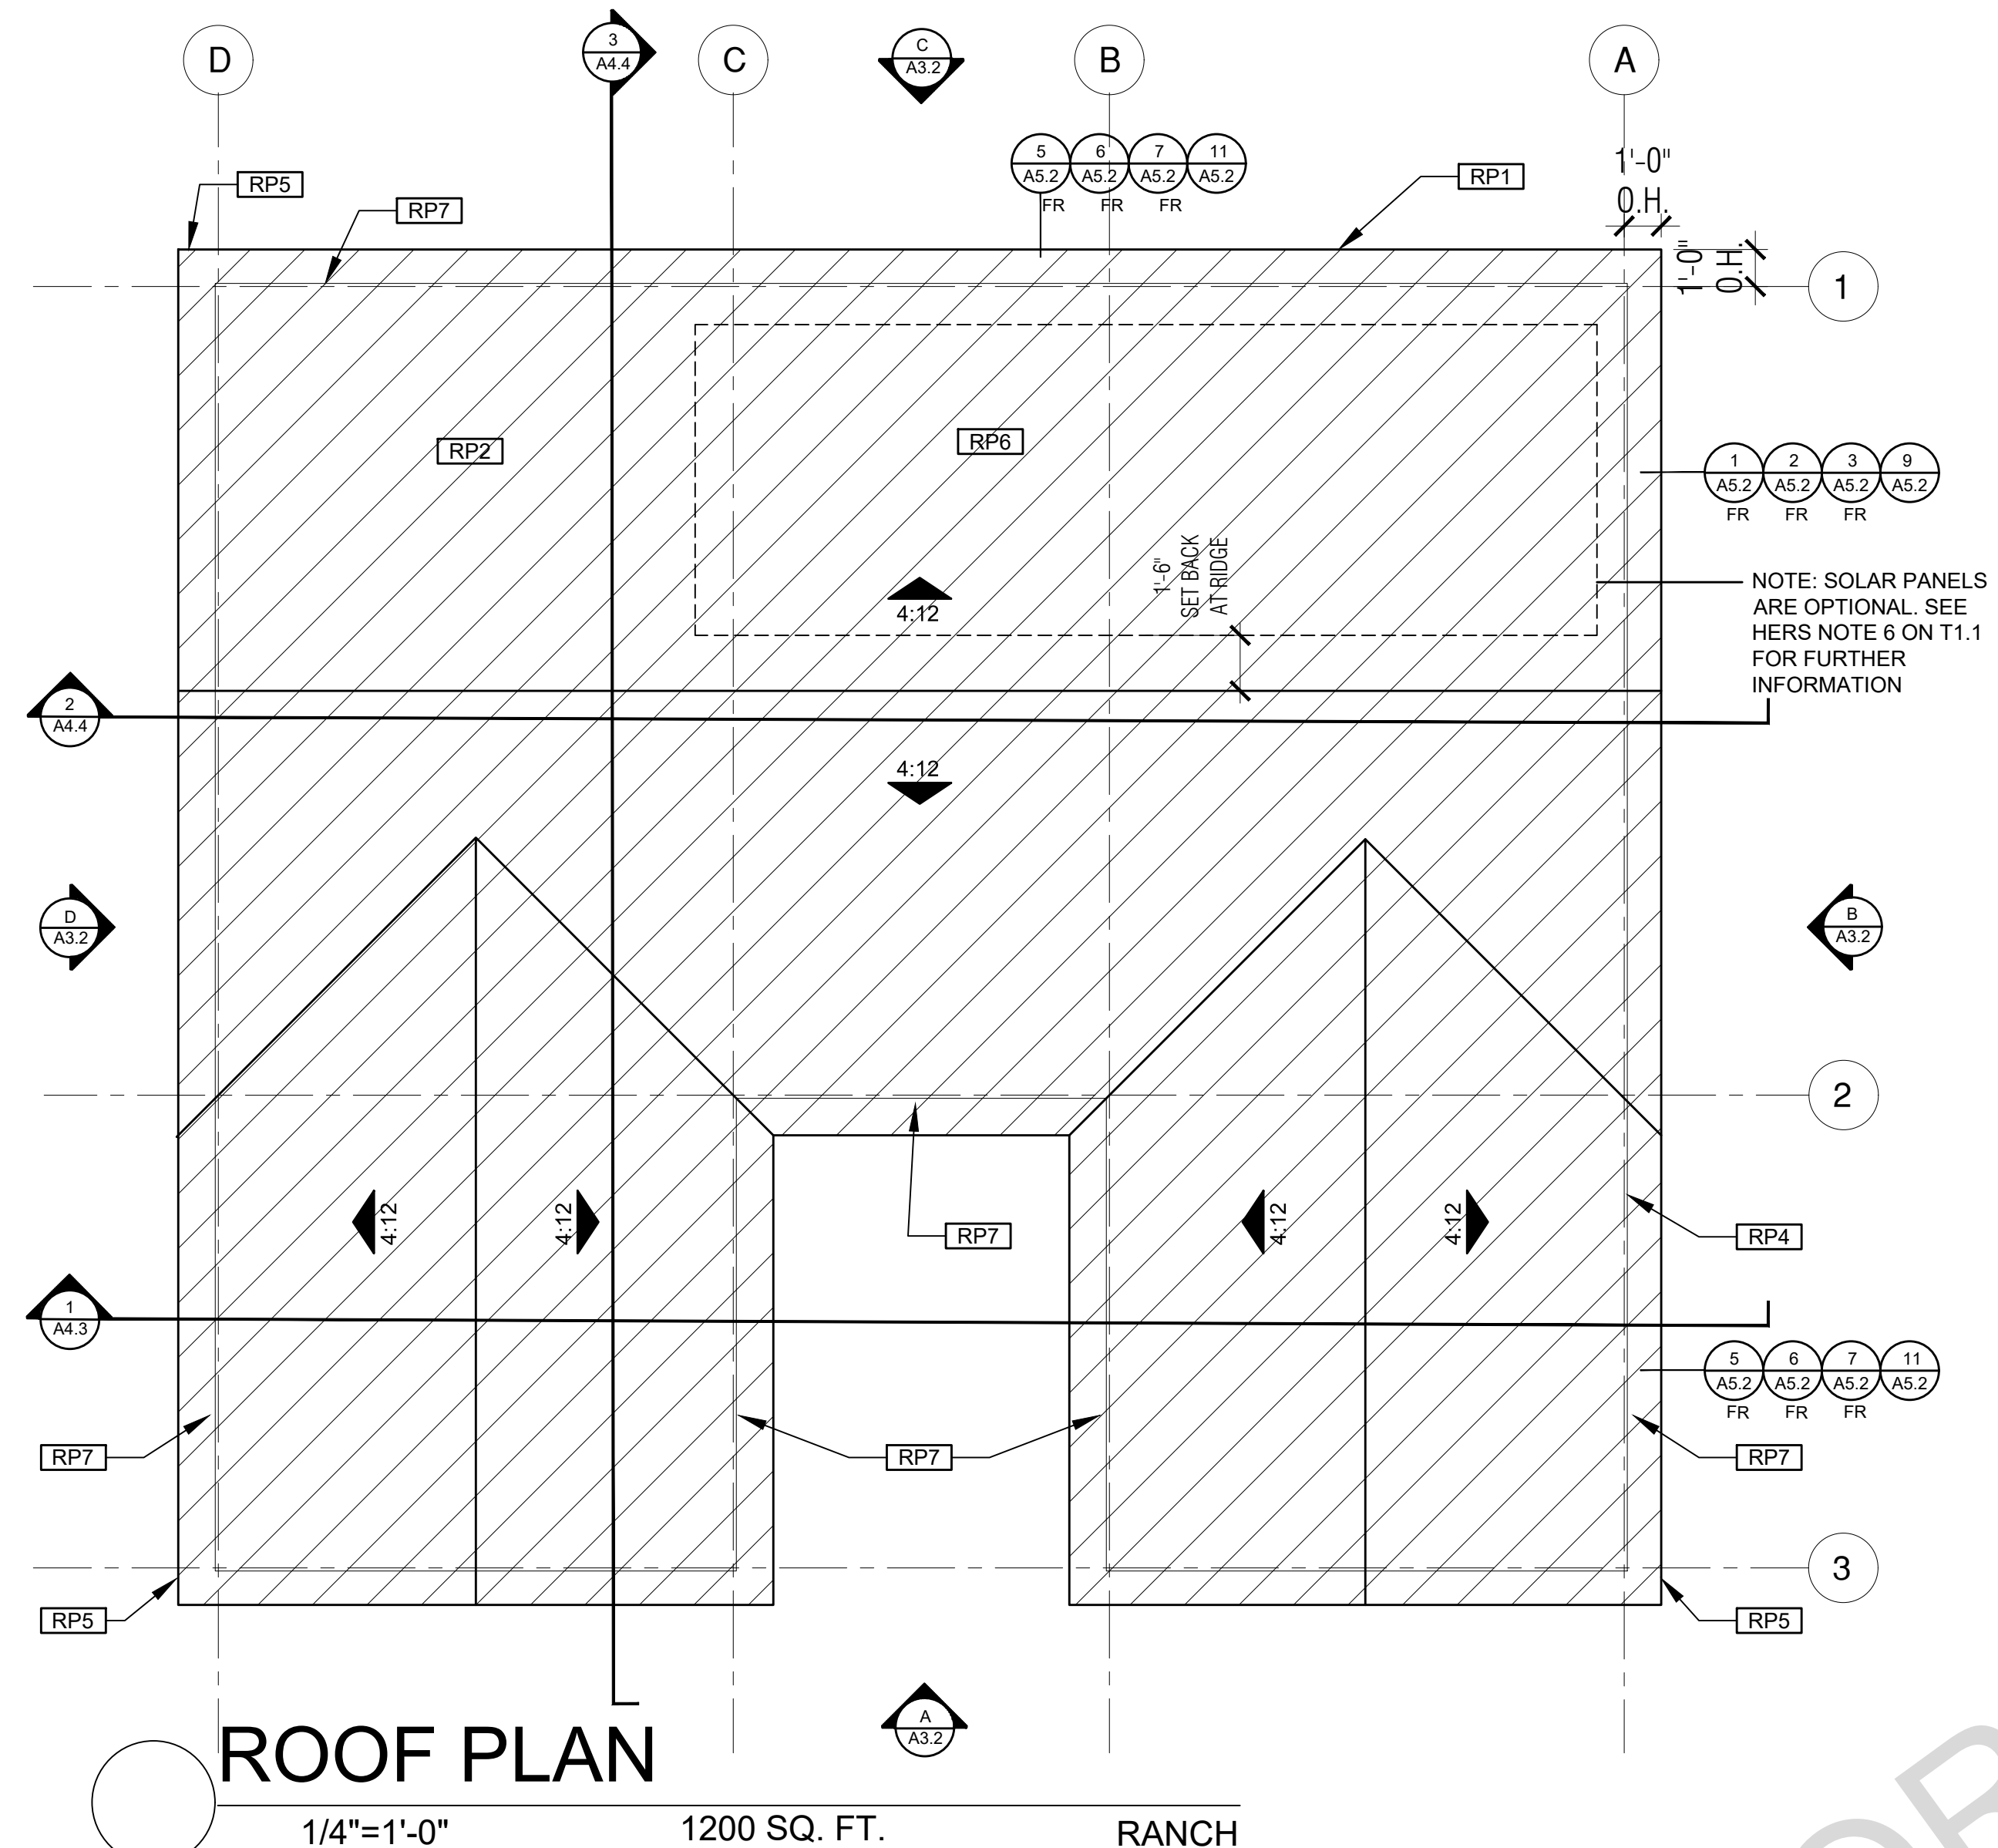 D
3
A4.4
C
C
A3.2
B
A
5
A5.2
FR
6
A5.2
FR
7
A5.2
FR
11
A5.2
1'-0"
O.H.
RP5
RP7
RP1
1'-0"
O.H.
1
RP2
RP6
1
A5.2
FR
2
A5.2
FR
3
A5.2
FR
9
A5.2
1'-6"
SET BACK
AT RIDGE
4:12
NOTE: SOLAR PANELS
ARE OPTIONAL. SEE
HERS NOTE 6 ON T1.1
FOR FURTHER
INFORMATION
2
A4.4
4:12
D
A3.2
B
A3.2
2
4:12
4:12
4:12
4:12
RP7
RP4
1
A4.3
5
A5.2
FR
6
A5.2
FR
7
A5.2
FR
11
A5.2
RP7
RP7
RP7
3
RP5
RP5
A
A3.2
ROOF PLAN
1/4"=1'-0"
1200 SQ. FT.
RANCH